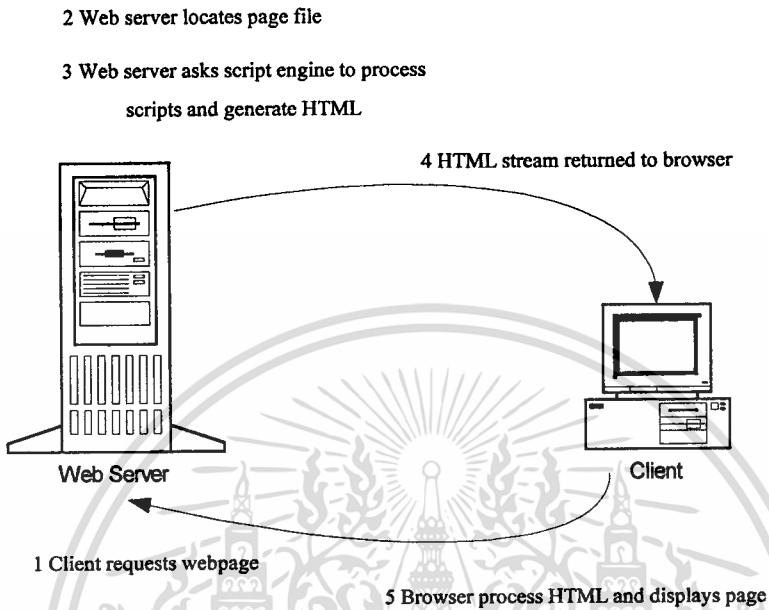 2 Web server locates page file
3 Web server asks script engine to process
scripts and generate HTML
4 HTML stream returned to browser
Web Server
Client
1 Client requests webpage
5 Browser process HTML and displays page